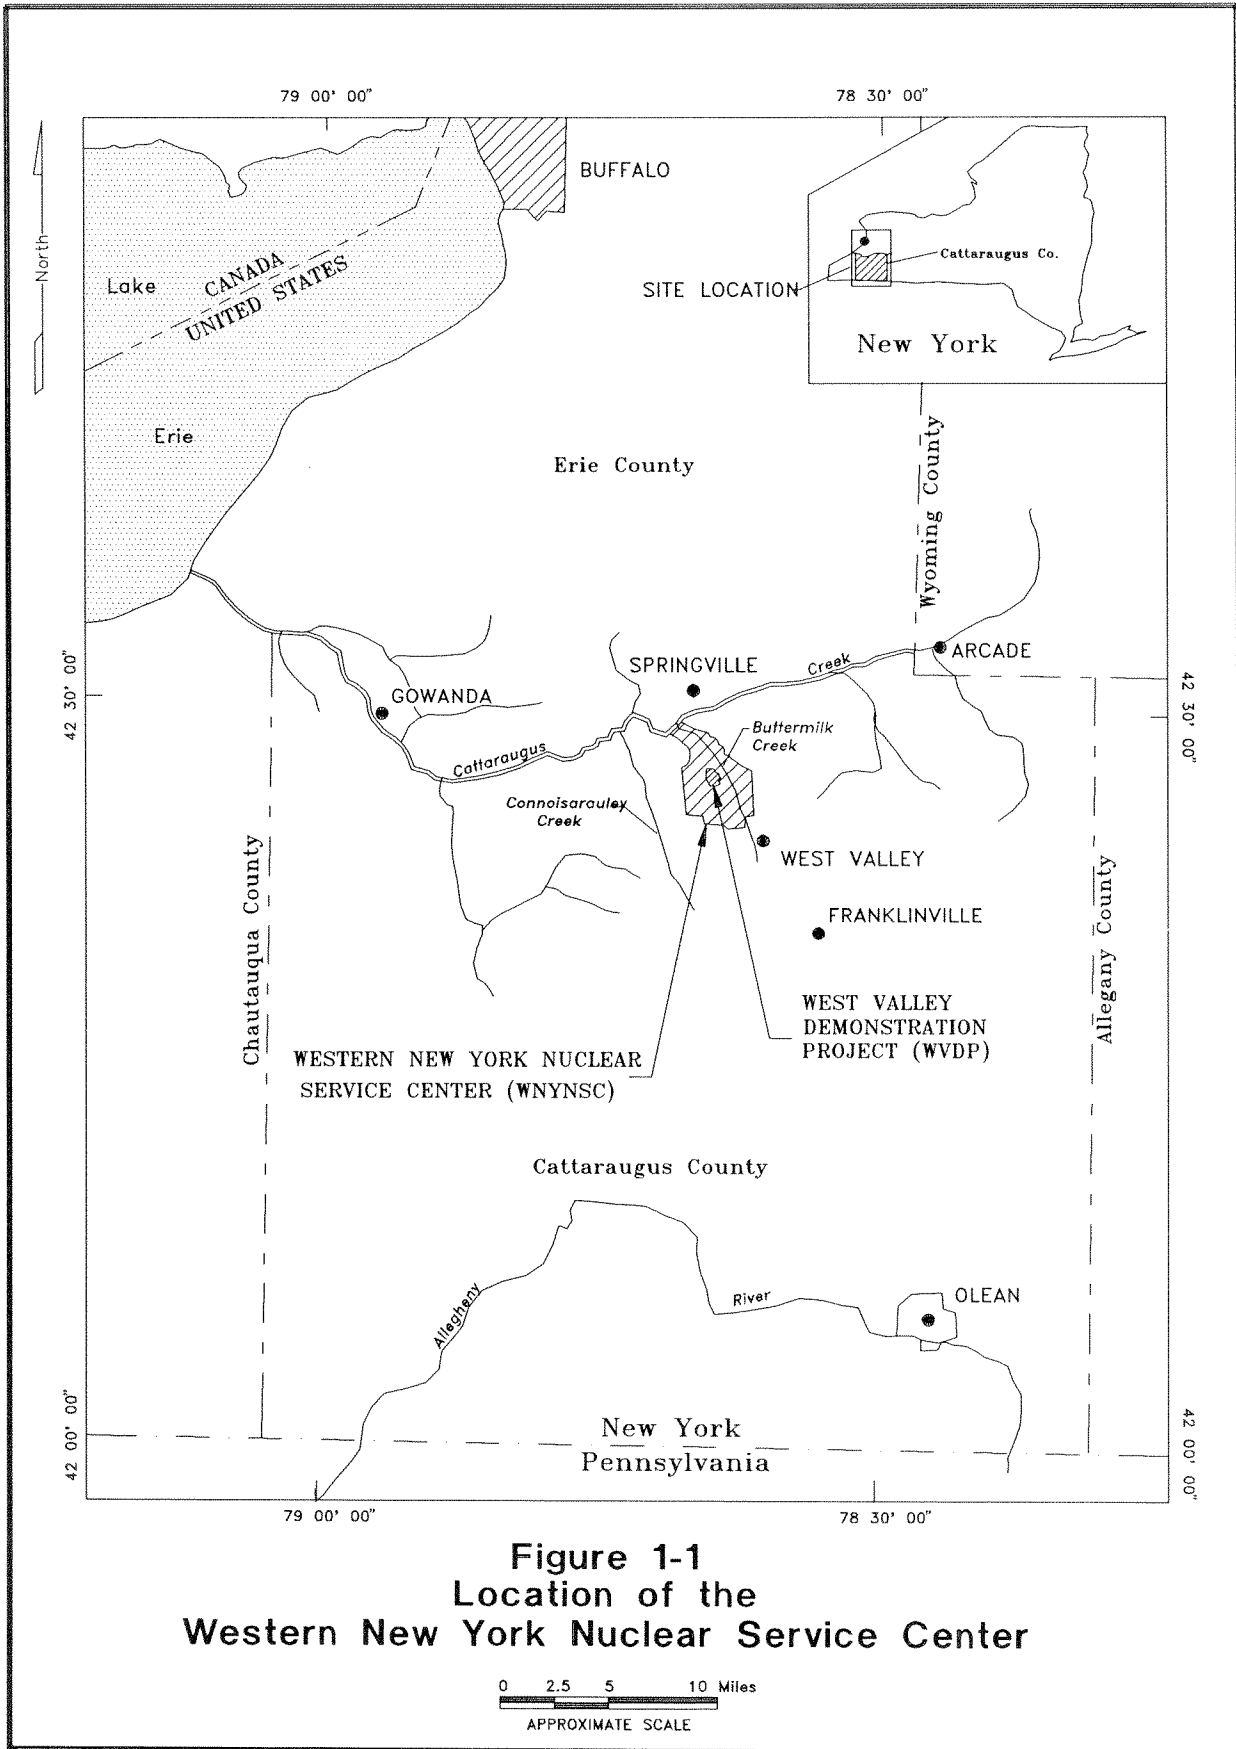 79 00' 00"
78 30' 00"
North
BUFFALO
Lake
CANADA
UNITED STATES
Erie
Cattaraugus Co.
SITE LOCATION
New York
Erie County
Wyoming County
42 30' 00"
SPRINGVILLE
Creek
ARCADE
GOWANDA
42 30' 00"
Buttermilk
Creek
Cattaraugus
Connoisarauley
Creek
WEST VALLEY
Chautauqua County
FRANKLINVILLE
Allegany County
WEST VALLEY
DEMONSTRATION
PROJECT (WVDP)
WESTERN NEW YORK NUCLEAR
SERVICE CENTER (WNYNSC)
Cattaraugus County
Allegheny
River
OLEAN
42 00' 00"
New York
Pennsylvania
42 00' 00"
79 00' 00"
78 30' 00"
Figure 1-1
Location of the
Western New York Nuclear Service Center
0 2.5 5 10 Miles
APPROXIMATE SCALE